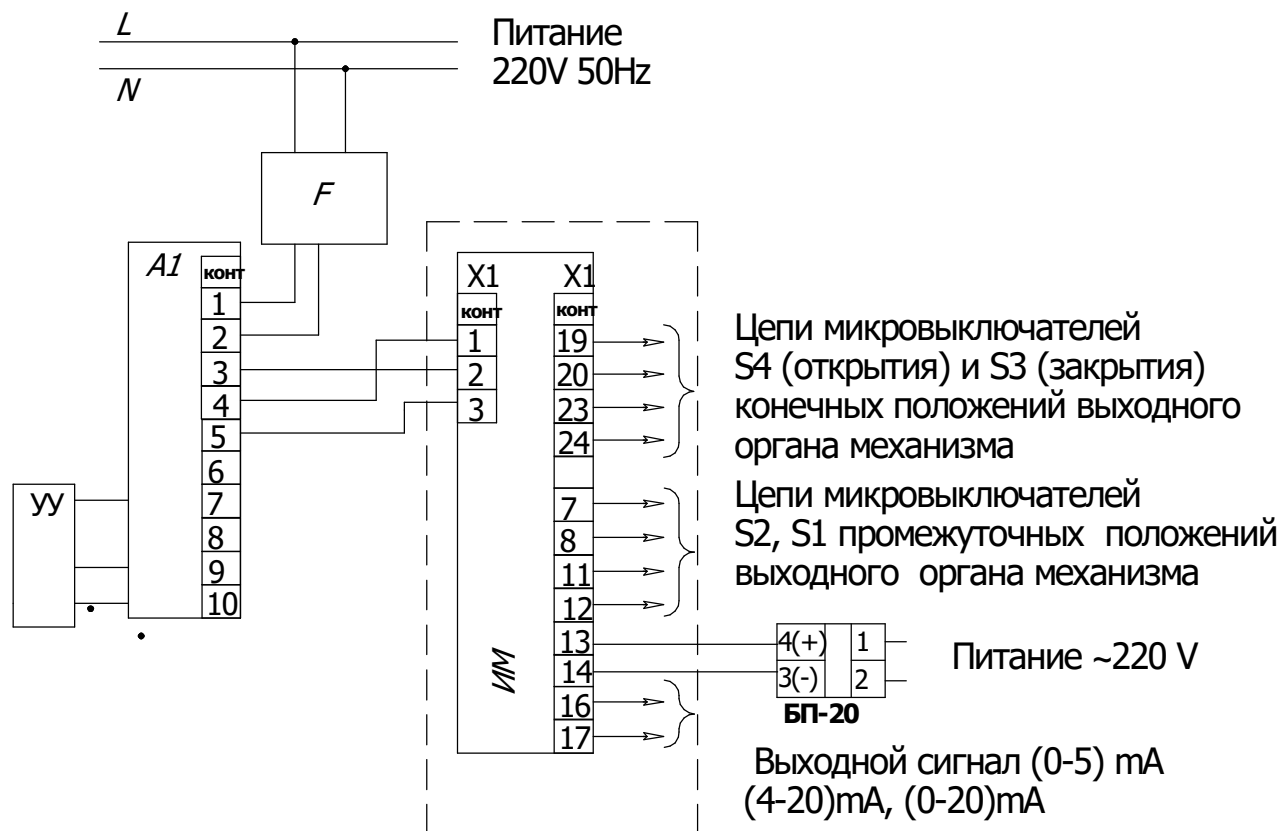 L
Питание
220V 50Hz
N
F
A1
конт
1
2
3
4
5
6
7
8
9
10
УУ
X1
конт
1
2
3
ИМ
X1
конт
19
20
23
24
7
8
11
12
13
14
16
17
Цепи микровыключателей
S4 (открытия) и S3 (закрытия)
конечных положений выходного
органа механизма
Цепи микровыключателей
S2, S1 промежуточных положений
выходного органа механизма
4(+) 1
3(-) 2
БП-20
Питание ~220 V
Выходной сигнал (0-5) mA
(4-20)mA, (0-20)mA